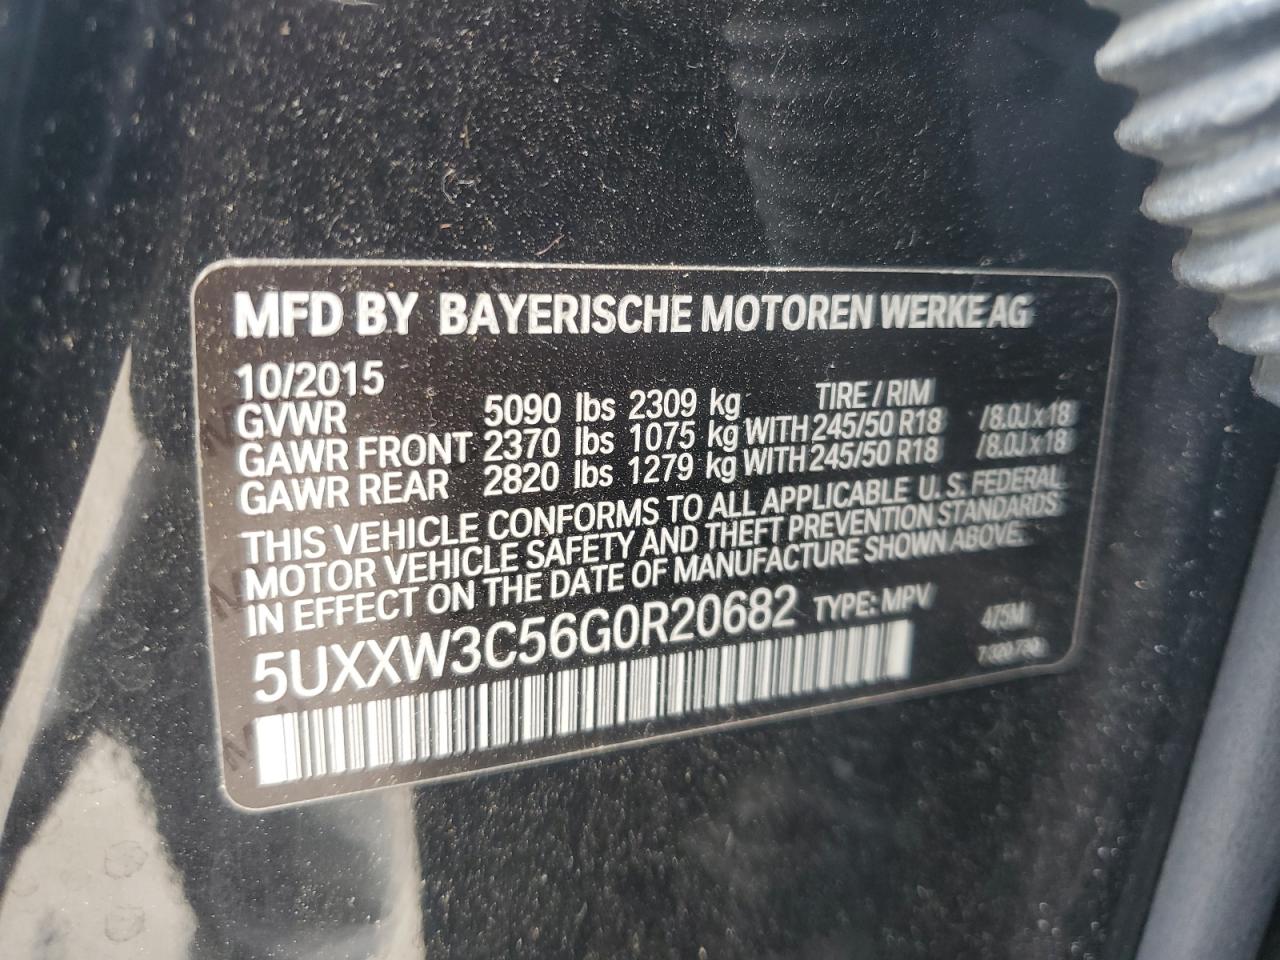 MFD BY BAYERISCHE MOTOREN WERKE AG
10/2015 TIRE / RIM
GVWR 5090 lbs 2309 kg
GAWR FRONT 2370 lbs 1075 kg WITH 245/50 R18 /8.0J x 18
GAWR REAR 2820 lbs 1279 kg WITH 245/50 R18 /8.0J x 18
THIS VEHICLE CONFORMS TO ALL APPLICABLE U.S. FEDERAL
MOTOR VEHICLE SAFETY AND THEFT PREVENTION STANDARDS
IN EFFECT ON THE DATE OF MANUFACTURE SHOWN ABOVE.
5UXXW3C56G0R20682 TYPE: MPV 475M